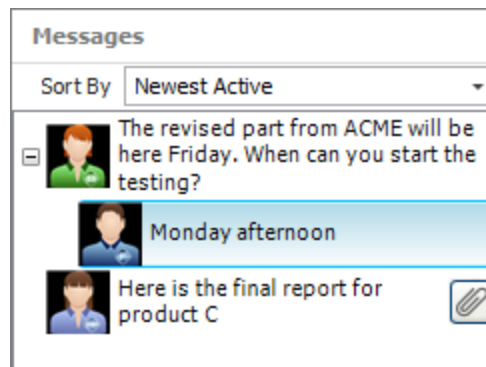 Messages
Sort By Newest Active
The revised part from ACME will be
here Friday. When can you start the
testing?
Monday afternoon
Here is the final report for
product C